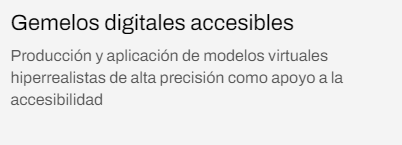 Gemelos digitales accesibles
Producción y aplicación de modelos virtuales
hiperrealistas de alta precisión como apoyo a la
accesibilidad